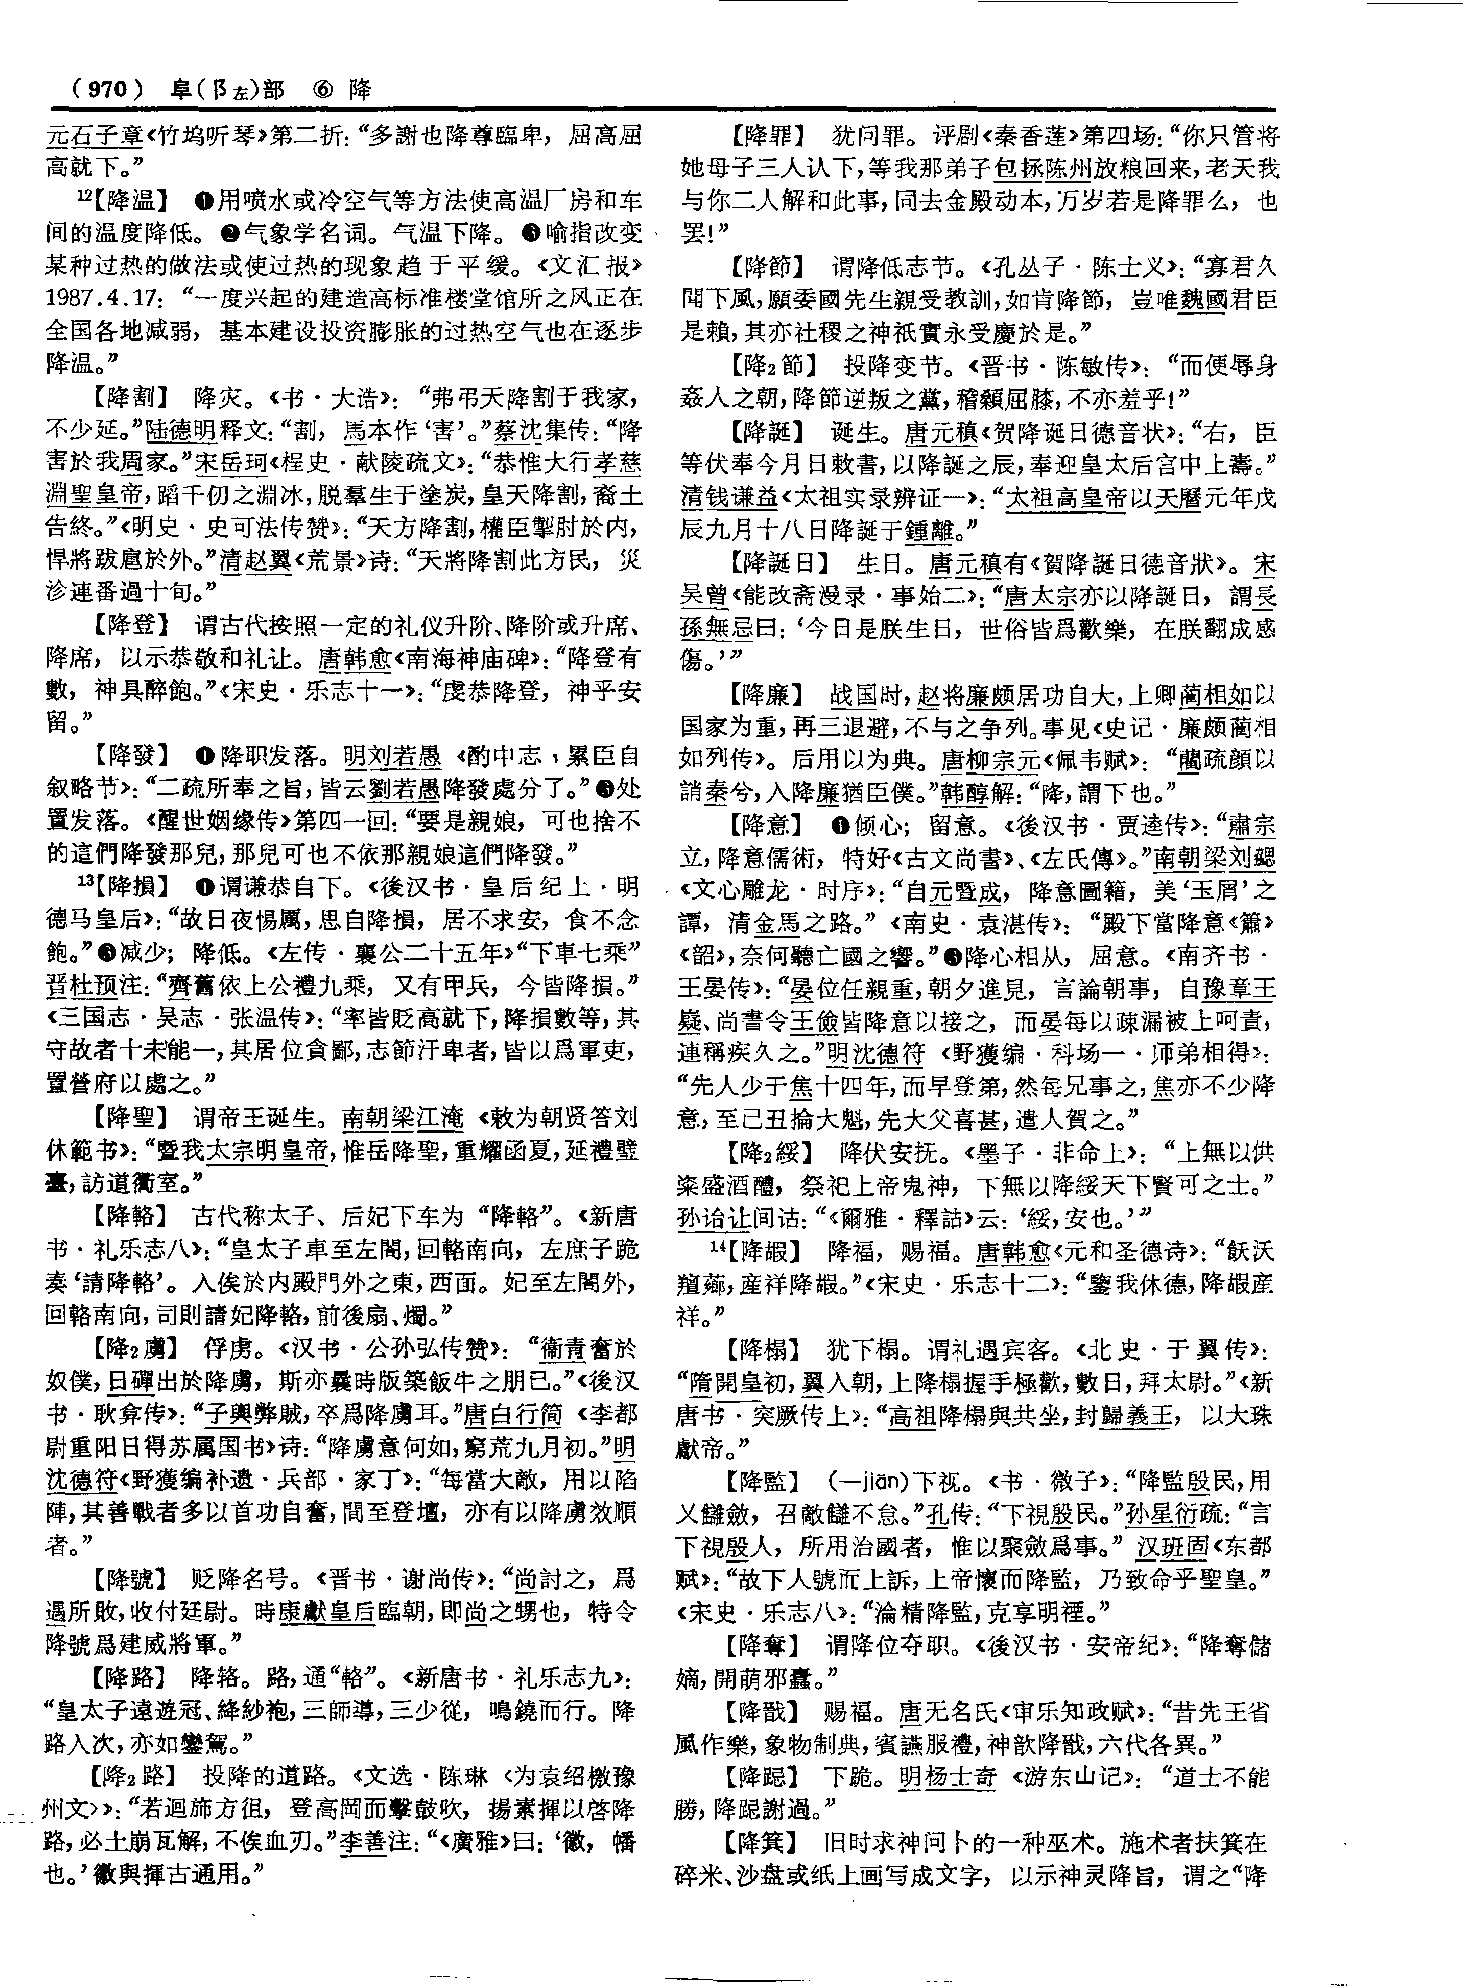 （970） 阜（阝左）部 ⑥ 降
元石子章《竹坞听琴》第二折：“多謝也降尊臨卑，屈高屈
高就下。”
12【降温】 ❶用喷水或冷空气等方法使高温厂房和车
间的温度降低。❷气象学名词。气温下降。❸喻指改变
某种过热的做法或使过热的现象趋于平缓。《文汇报》
1987.4.17：“一度兴起的建造高标准楼堂馆所之风正在
全国各地减弱，基本建设投资膨胀的过热空气也在逐步
降温。”
【降割】 降灾。《书·大诰》：“弗弔天降割于我家，
不少延。”陆德明释文：“割，馬本作‘害’。”蔡沈集传：“降
害於我周家。”宋岳珂《桯史·献陵疏文》：“恭惟大行孝慈
淵聖皇帝，蹈千仞之淵冰，脱羣生于塗炭，皇天降割，裔土
告終。”《明史·史可法传赞》：“天方降割，權臣掣肘於内，
悍將跋扈於外。”清赵翼《荒景》诗：“天將降割此方民，災
沴連番過十旬。”
【降登】 谓古代按照一定的礼仪升阶、降阶或升席、
降席，以示恭敬和礼让。唐韩愈《南海神庙碑》：“降登有
數，神具醉飽。”《宋史·乐志十一》：“虔恭降登，神乎安
留。”
【降發】 ❶降职发落。明刘若愚《酌中志·累臣自
叙略节》：“二疏所奉之旨，皆云劉若愚降發處分了。”❷处
置发落。《醒世姻缘传》第四一回：“要是親娘，可也捨不
的這們降發那兒，那兒可也不依那親娘這們降發。”
13【降損】 ❶谓谦恭自下。《後汉书·皇后纪上·明
德马皇后》：“故日夜惕厲，思自降損，居不求安，食不念
飽。”❷减少；降低。《左传·襄公二十五年》“下車七乘”
晋杜预注：“齊舊依上公禮九乘，又有甲兵，今皆降損。”
《三国志·吴志·张温传》：“率皆貶高就下，降損數等，其
守故者十未能一，其居位貪鄙，志節汙卑者，皆以爲軍吏，
置營府以處之。”
【降聖】 谓帝王诞生。南朝梁江淹《敕为朝贤答刘
休範书》：“暨我太宗明皇帝，惟岳降聖，重耀函夏，延禮璧
臺，訪道衢室。”
【降輅】 古代称太子、后妃下车为“降輅”。《新唐
书·礼乐志八》：“皇太子車至左閤，回輅南向，左庶子跪
奏‘請降輅’。入俟於内殿門外之東，西面。妃至左閤外，
回輅南向，司則請妃降輅，前後扇、燭。”
【降2虜】 俘虏。《汉书·公孙弘传赞》：“衞青奮於
奴僕，日磾出於降虜，斯亦曩時版築飯牛之朋已。”《後汉
书·耿弇传》：“子輿弊賊，卒爲降虜耳。”唐白行简《李都
尉重阳日得苏属国书》诗：“降虜意何如，窮荒九月初。”明
沈德符《野獲编补遗·兵部·家丁》：“每當大敵，用以陷
陣，其善戰者多以首功自奮，間至登壇，亦有以降虜效順
者。”
【降號】 贬降名号。《晋书·谢尚传》：“尚討之，爲
遇所敗，收付廷尉。時康獻皇后臨朝，即尚之甥也，特令
降號爲建威將軍。”
【降路】 降辂。路，通“輅”。《新唐书·礼乐志九》：
“皇太子遠遊冠、絳紗袍，三師導，三少從，鳴鐃而行。降
路入次，亦如鑾駕。”
【降2路】 投降的道路。《文选·陈琳〈为袁绍檄豫
州文〉》：“若迴旆方徂，登高岡而擊鼓吹，揚素揮以啓降
路，必土崩瓦解，不俟血刃。”李善注：“《廣雅》曰：‘徽，幡
也。’徽與揮古通用。”
【降罪】 犹问罪。评剧《秦香莲》第四场：“你只管将
她母子三人认下，等我那弟子包拯陈州放粮回来，老天我
与你二人解和此事，同去金殿动本，万岁若是降罪么，也
罢！”
【降節】 谓降低志节。《孔丛子·陈士义》：“寡君久
聞下風，願委國先生親受教訓，如肯降節，豈唯魏國君臣
是賴，其亦社稷之神祇實永受慶於是。”
【降2節】 投降变节。《晋书·陈敏传》：“而便辱身
姦人之朝，降節逆叛之黨，稽顙屈膝，不亦羞乎！”
【降誕】 诞生。唐元稹《贺降诞日德音状》：“右，臣
等伏奉今月日敕書，以降誕之辰，奉迎皇太后宫中上壽。”
清钱谦益《太祖实录辨证一》：“太祖高皇帝以天曆元年戊
辰九月十八日降誕于鍾離。”
【降誕日】 生日。唐元稹有《賀降誕日德音狀》。宋
吴曾《能改斋漫录·事始二》：“唐太宗亦以降誕日，謂長
孫無忌曰：‘今日是朕生日，世俗皆爲歡樂，在朕翻成感
傷。’”
【降廉】 战国时，赵将廉颇居功自大，上卿蔺相如以
国家为重，再三退避，不与之争列。事见《史记·廉颇蔺相
如列传》。后用以为典。唐柳宗元《佩韦赋》：“藺疏顔以
誚秦兮，入降廉猶臣僕。”韩醇解：“降，謂下也。”
【降意】 ❶倾心；留意。《後汉书·贾逵传》：“肅宗
立，降意儒術，特好《古文尚書》、《左氏傳》。”南朝梁刘勰
《文心雕龙·时序》：“自元暨成，降意圖籍，美‘玉屑’之
譚，清金馬之路。”《南史·袁湛传》：“殿下當降意《簫》
《韶》，奈何聽亡國之響。”❷降心相从，屈意。《南齐书·
王晏传》：“晏位任親重，朝夕進見，言論朝事，自豫章王
嶷、尚書令王儉皆降意以接之，而晏每以疎漏被上呵責，
連稱疾久之。”明沈德符《野獲编·科场一·师弟相得》：
“先人少于焦十四年，而早登第，然每兄事之，焦亦不少降
意，至己丑掄大魁，先大父喜甚，遣人賀之。”
【降2綏】 降伏安抚。《墨子·非命上》：“上無以供
粢盛酒醴，祭祀上帝鬼神，下無以降綏天下賢可之士。”
孙诒让间诂：“《爾雅·釋詁》云：‘綏，安也。’”
14【降嘏】 降福，赐福。唐韩愈《元和圣德诗》：“飫沃
羶薌，産祥降嘏。”《宋史·乐志十二》：“鑒我休德，降嘏産
祥。”
【降榻】 犹下榻。谓礼遇宾客。《北史·于翼传》：
“隋開皇初，翼入朝，上降榻握手極歡，數日，拜太尉。”《新
唐书·突厥传上》：“高祖降榻與共坐，封歸義王，以大珠
獻帝。”
【降監】 （—jiān）下视。《书·微子》：“降監殷民，用
乂讎斂，召敵讎不怠。”孔传：“下視殷民。”孙星衍疏：“言
下視殷人，所用治國者，惟以聚斂爲事。”汉班固《东都
赋》：“故下人號而上訴，上帝懷而降監，乃致命乎聖皇。”
《宋史·乐志八》：“淪精降監，克享明禋。”
【降奪】 谓降位夺职。《後汉书·安帝纪》：“降奪儲
嫡，開萌邪蠹。”
【降戩】 赐福。唐无名氏《审乐知政赋》：“昔先王省
風作樂，象物制典，賓讌服禮，神歆降戩，六代各異。”
【降跽】 下跪。明杨士奇《游东山记》：“道士不能
勝，降跽謝過。”
【降箕】 旧时求神问卜的一种巫术。施术者扶箕在
碎米、沙盘或纸上画写成文字，以示神灵降旨，谓之“降